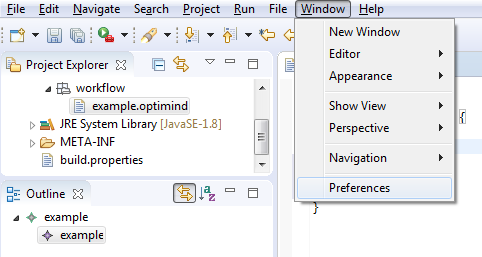 File Edit Navigate Search Project Run File Window Help
New Window
Editor
Appearance
Show View
Perspective
Navigation
Preferences
Project Explorer
workflow
example.optimind
JRE System Library [JavaSE-1.8]
META-INF
build.properties
Outline
example
example
{
}